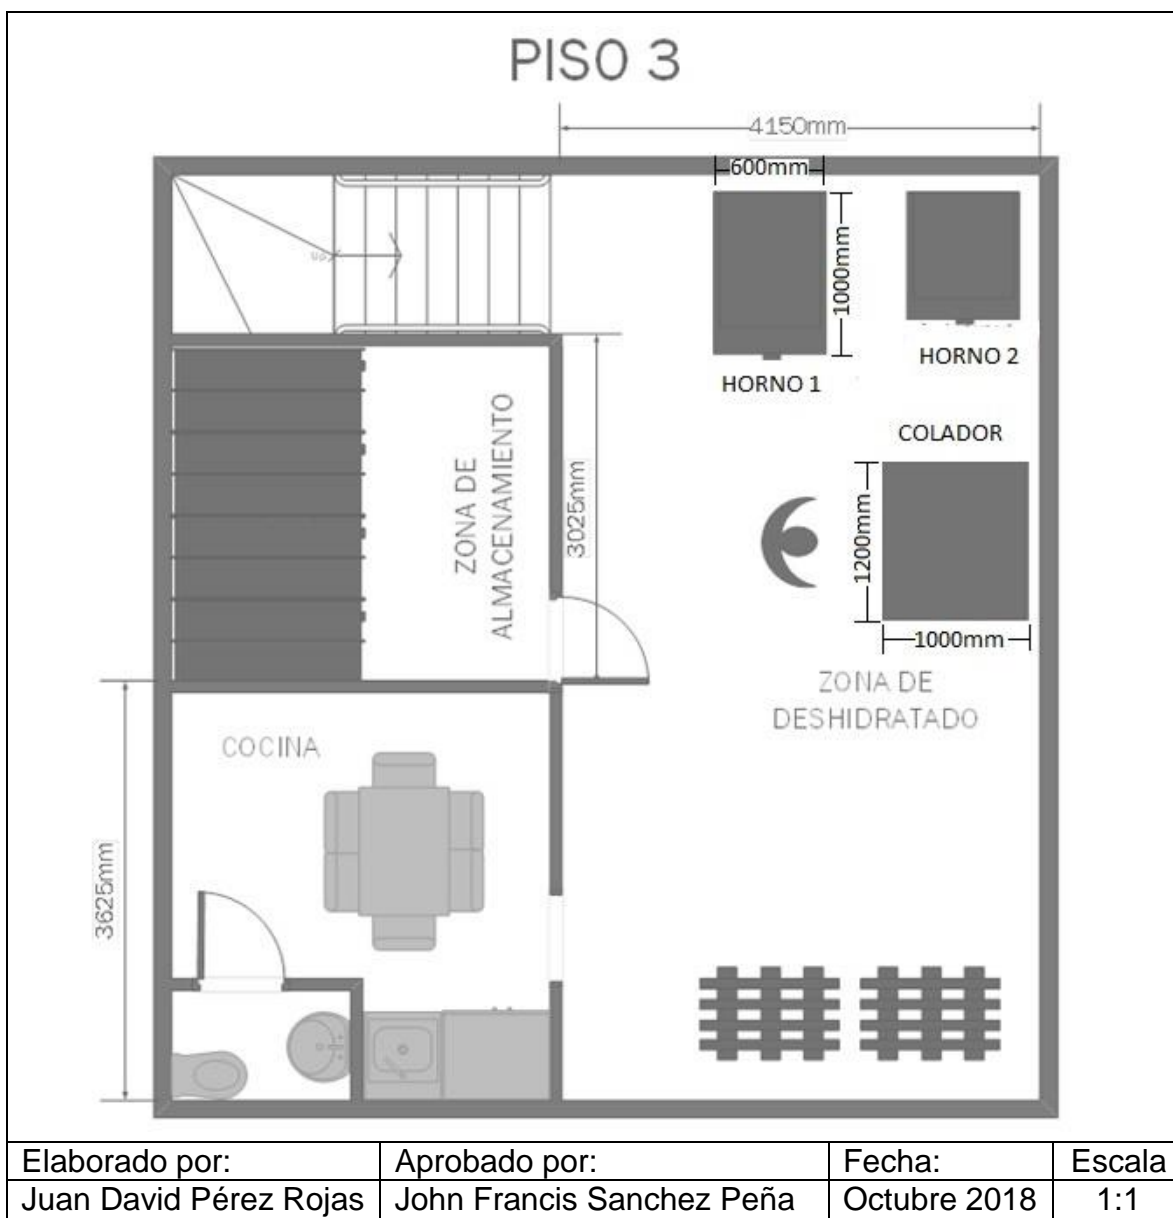 PISO 3
4150mm
600mm
1000mm
HORNO 2
HORNO 1
COLADOR
ZONA DE
ALMACENAMIENTO
3025mm
1200mm
1000mm
ZONA DE
DESHIDRATADO
COCINA
3625mm
Elaborado por: Aprobado por: Fecha: Escala
Juan David Pérez Rojas John Francis Sanchez Peña Octubre 2018 1:1